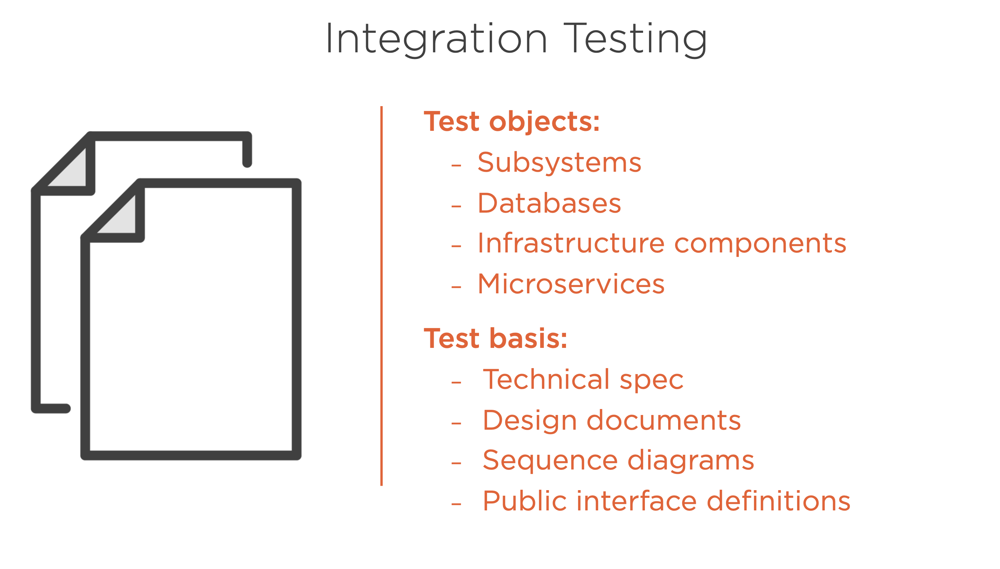 Integration Testing
Test objects:
- Subsystems
- Databases
- Infrastructure components
- Microservices
Test basis:
- Technical spec
- Design documents
- Sequence diagrams
- Public interface definitions